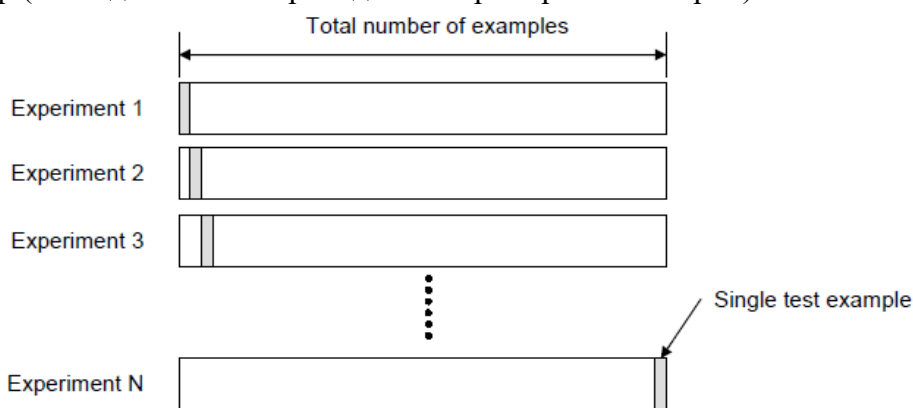 Total number of examples
Experiment 1
Experiment 2
Experiment 3
Single test example
Experiment N